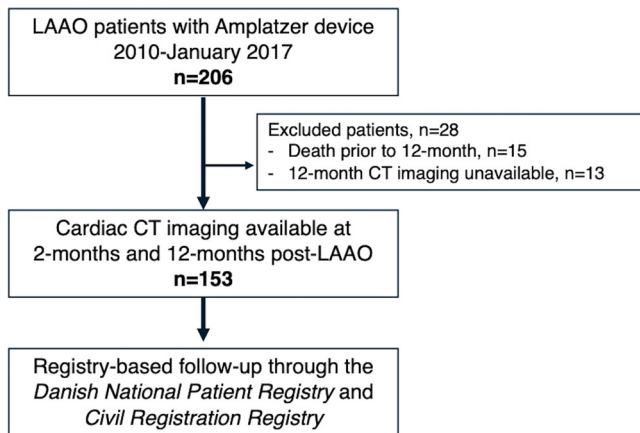 LAAO patients with Amplatzer device
2010-January 2017
n=206
Excluded patients, n=28
- Death prior to 12-month, n=15
- 12-month CT imaging unavailable, n=13
Cardiac CT imaging available at
2-months and 12-months post-LAAO
n=153
Registry-based follow-up through the
Danish National Patient Registry and
Civil Registration Registry